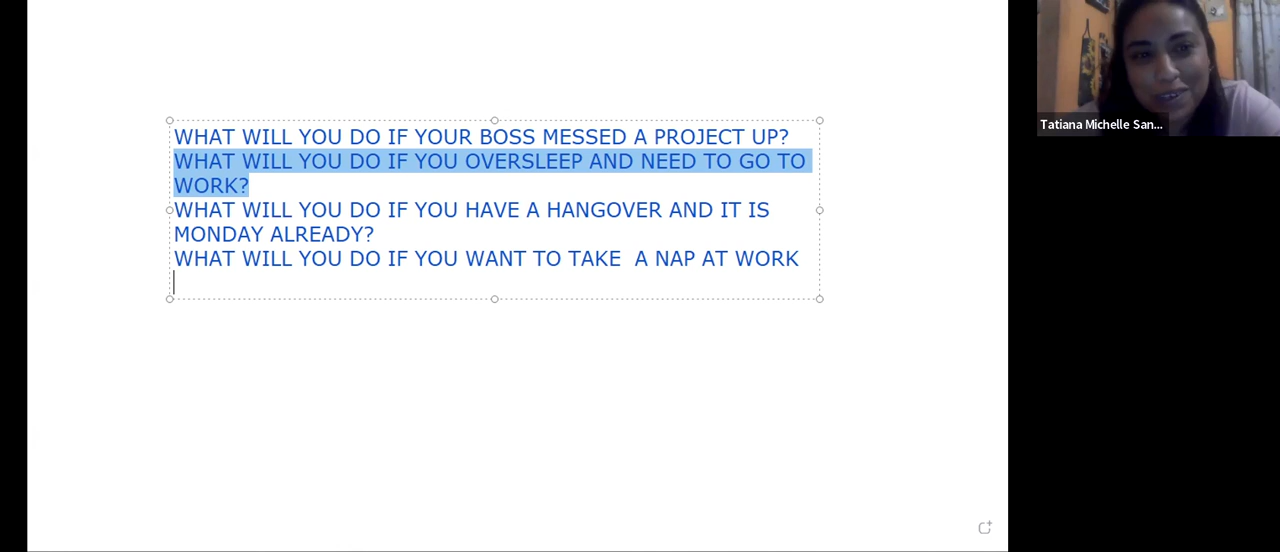 WHAT WILL YOU DO IF YOUR BOSS MESSED A PROJECT UP?
WHAT WILL YOU DO IF YOU OVERSLEEP AND NEED TO GO TO
WORK?
WHAT WILL YOU DO IF YOU HAVE A HANGOVER AND IT IS
MONDAY ALREADY?
WHAT WILL YOU DO IF YOU WANT TO TAKE  A NAP AT WORK
Tatiana Michelle San...